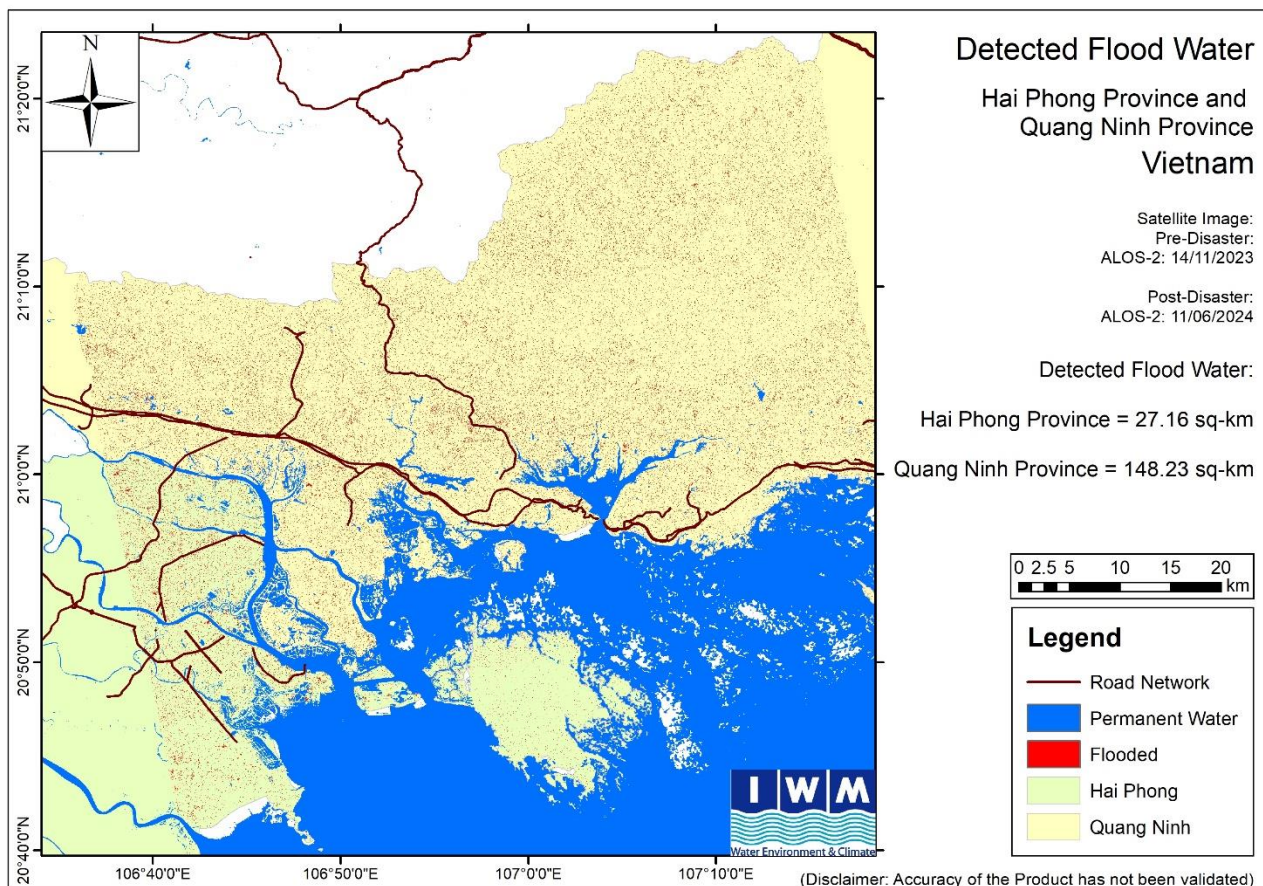 N
21°20'0"N
21°10'0"N
21°0'0"N
20°50'0"N
20°40'0"N
106°40'0"E
106°50'0"E
107°0'0"E
107°10'0"E
IWM
Water Environment & Climate
Detected Flood Water
Hai Phong Province and
Quang Ninh Province
Vietnam
Satellite Image:
Pre-Disaster:
ALOS-2: 14/11/2023
Post-Disaster:
ALOS-2: 11/06/2024
Detected Flood Water:
Hai Phong Province = 27.16 sq-km
Quang Ninh Province = 148.23 sq-km
0 2.5 5 10 15 20
km
Legend
Road Network
Permanent Water
Flooded
Hai Phong
Quang Ninh
(Disclaimer: Accuracy of the Product has not been validated)